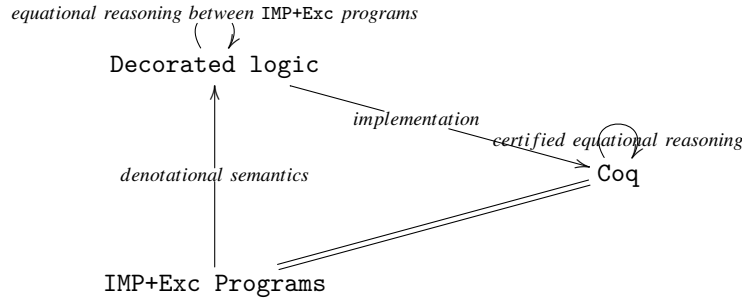 equational reasoning between IMP+Exc programs
Decorated logic
implementation
certified equational reasoning
Coq
denotational semantics
IMP+Exc Programs